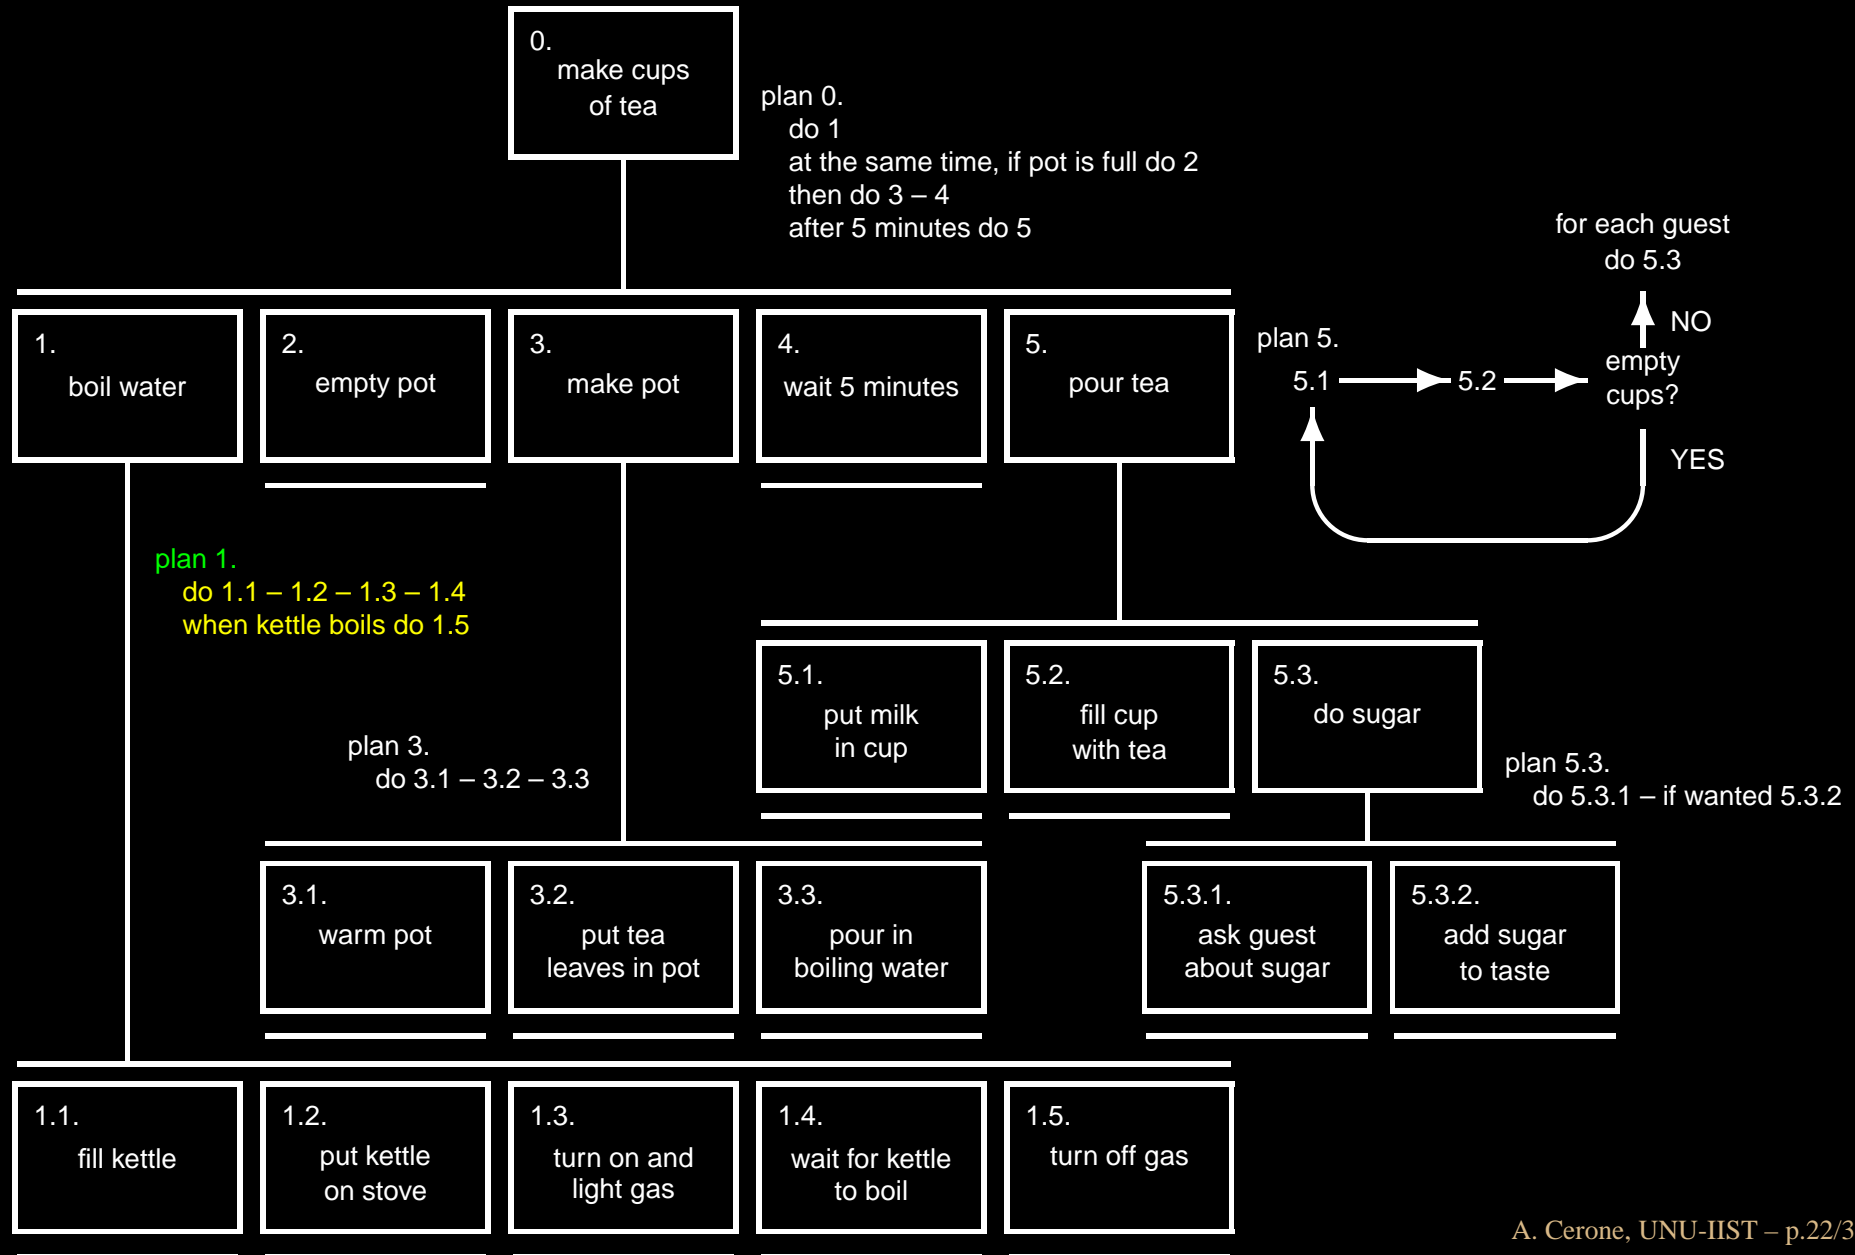 0.
make cups
of tea
plan 0.
do 1
at the same time, if pot is full do 2
then do 3 – 4
after 5 minutes do 5
for each guest
do 5.3
NO
empty
cups?
YES
plan 5.
5.1
5.2
1.
boil water
2.
empty pot
3.
make pot
4.
wait 5 minutes
5.
pour tea
plan 1.
do 1.1 – 1.2 – 1.3 – 1.4
when kettle boils do 1.5
plan 3.
do 3.1 – 3.2 – 3.3
5.1.
put milk
in cup
5.2.
fill cup
with tea
5.3.
do sugar
plan 5.3.
do 5.3.1 – if wanted 5.3.2
3.1.
warm pot
3.2.
put tea
leaves in pot
3.3.
pour in
boiling water
5.3.1.
ask guest
about sugar
5.3.2.
add sugar
to taste
1.1.
fill kettle
1.2.
put kettle
on stove
1.3.
turn on and
light gas
1.4.
wait for kettle
to boil
1.5.
turn off gas
A. Cerone, UNU-IIST – p.22/3